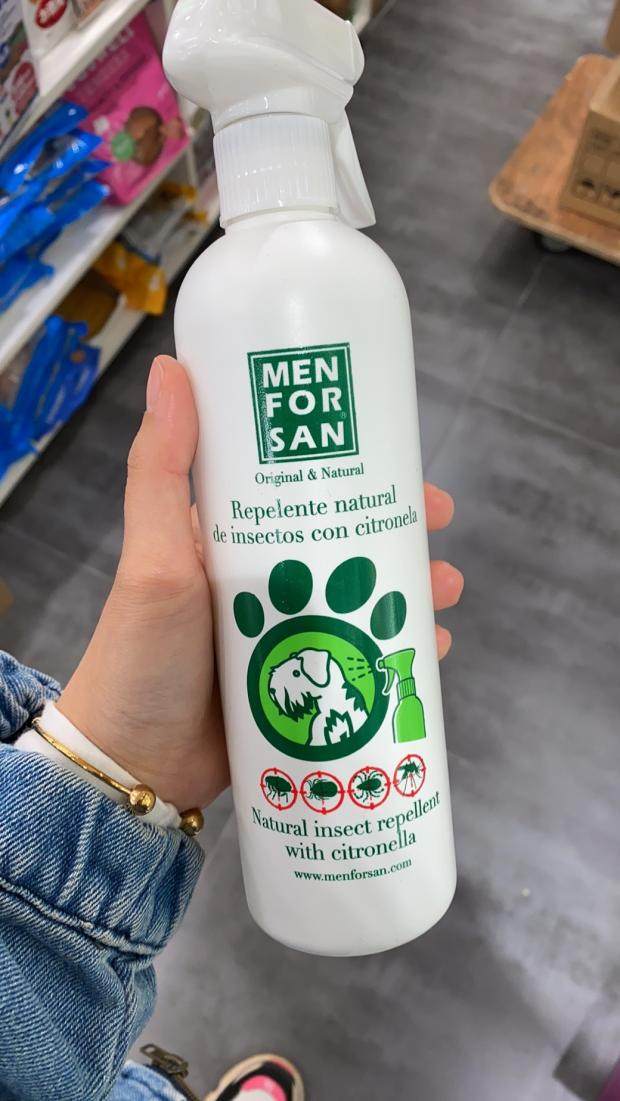 MEN
FOR
SAN
®
Original & Natural
Repelente natural
de insectos con citronela
Natural insect repellent
with citronella
www.menforsan.com